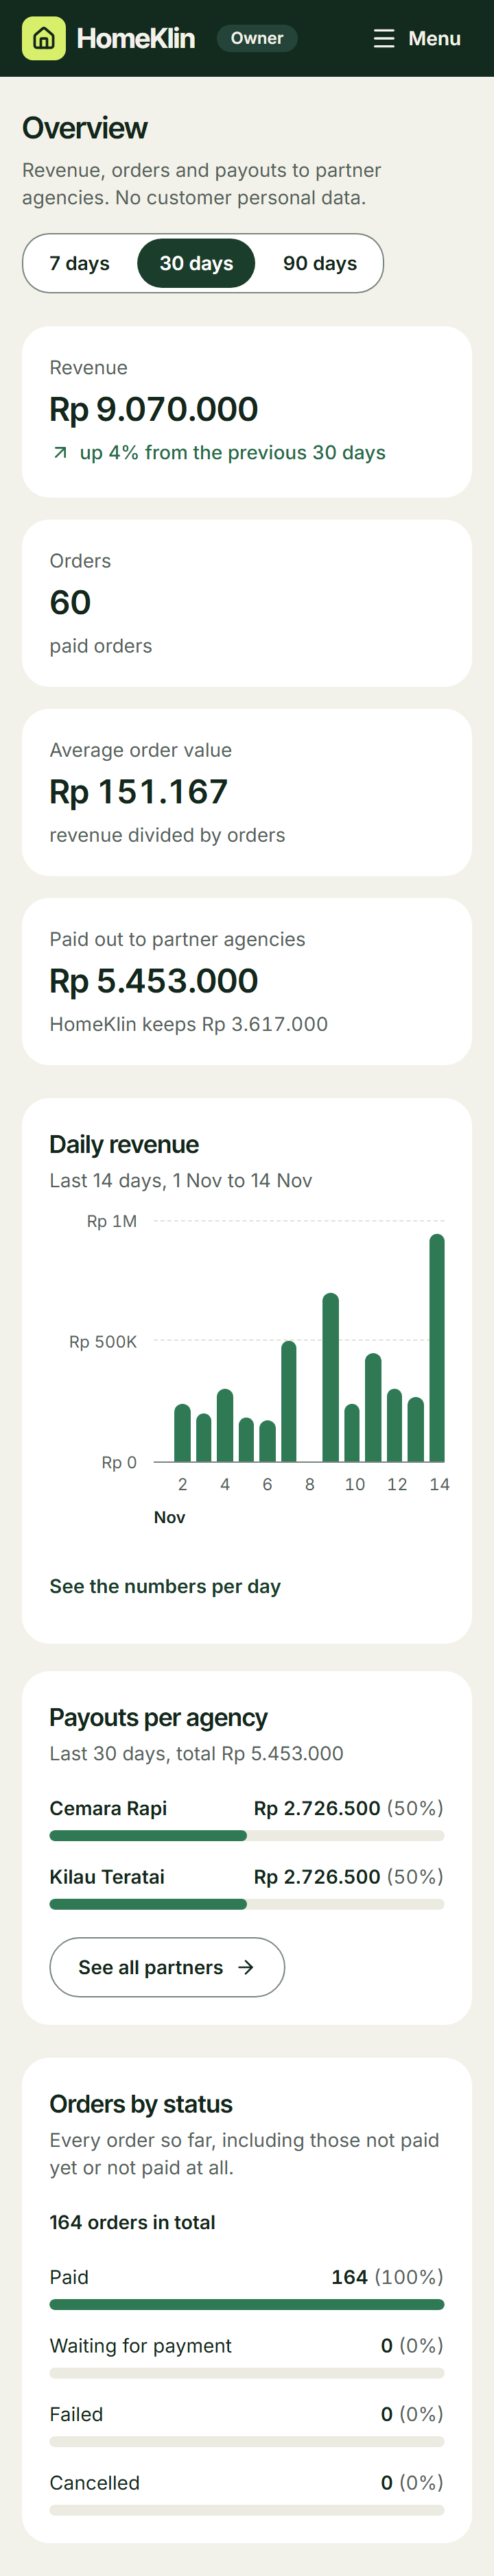 HomeKlin Owner Menu
Overview
Revenue, orders and payouts to partner
agencies. No customer personal data.
7 days 30 days 90 days
Revenue
Rp 9.070.000
up 4% from the previous 30 days
Orders
60
paid orders
Average order value
Rp 151.167
revenue divided by orders
Paid out to partner agencies
Rp 5.453.000
HomeKlin keeps Rp 3.617.000
Daily revenue
Last 14 days, 1 Nov to 14 Nov
Rp 1M
Rp 500K
Rp 0
2 4 6 8 10 12 14
Nov
See the numbers per day
Payouts per agency
Last 30 days, total Rp 5.453.000
Cemara Rapi Rp 2.726.500 (50%)
Kilau Teratai Rp 2.726.500 (50%)
See all partners
Orders by status
Every order so far, including those not paid
yet or not paid at all.
164 orders in total
Paid 164 (100%)
Waiting for payment 0 (0%)
Failed 0 (0%)
Cancelled 0 (0%)